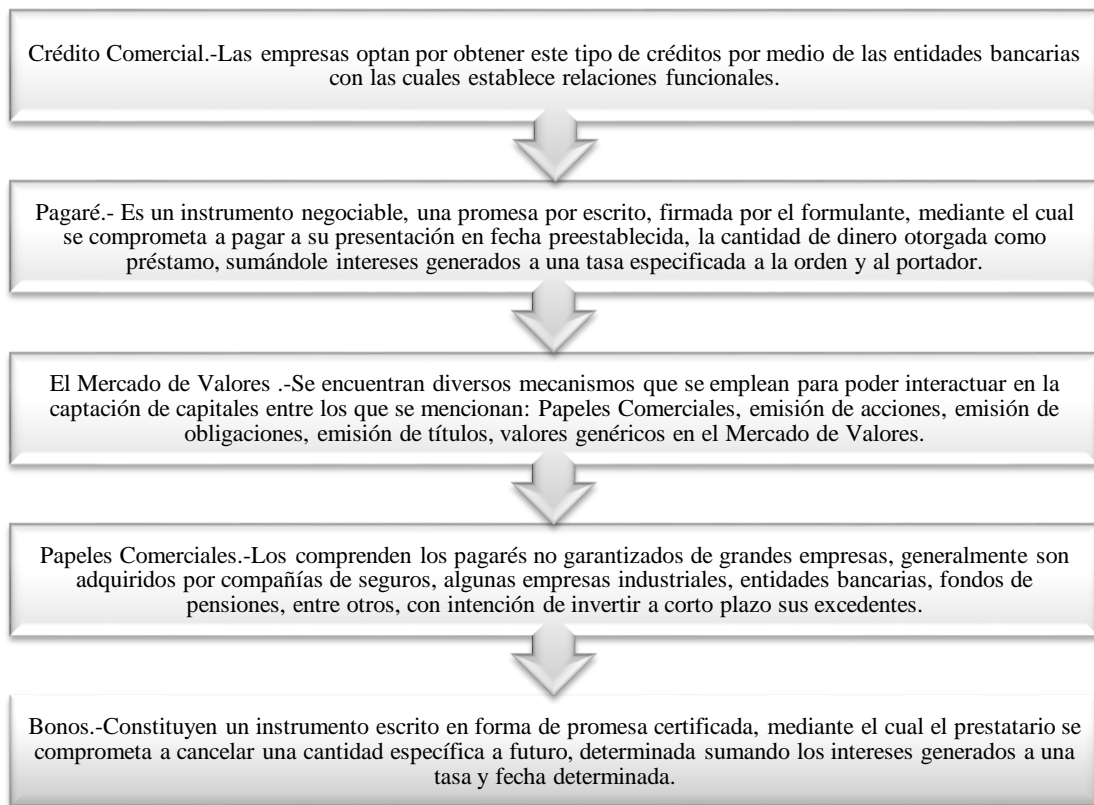 Crédito Comercial.-Las empresas optan por obtener este tipo de créditos por medio de las entidades bancarias
con las cuales establece relaciones funcionales.
Pagaré.- Es un instrumento negociable, una promesa por escrito, firmada por el formulante, mediante el cual
se comprometa a pagar a su presentación en fecha preestablecida, la cantidad de dinero otorgada como
préstamo, sumándole intereses generados a una tasa especificada a la orden y al portador.
El Mercado de Valores .-Se encuentran diversos mecanismos que se emplean para poder interactuar en la
captación de capitales entre los que se mencionan: Papeles Comerciales, emisión de acciones, emisión de
obligaciones, emisión de títulos, valores genéricos en el Mercado de Valores.
Papeles Comerciales.-Los comprenden los pagarés no garantizados de grandes empresas, generalmente son
adquiridos por compañías de seguros, algunas empresas industriales, entidades bancarias, fondos de
pensiones, entre otros, con intención de invertir a corto plazo sus excedentes.
Bonos.-Constituyen un instrumento escrito en forma de promesa certificada, mediante el cual el prestatario se
comprometa a cancelar una cantidad específica a futuro, determinada sumando los intereses generados a una
tasa y fecha determinada.